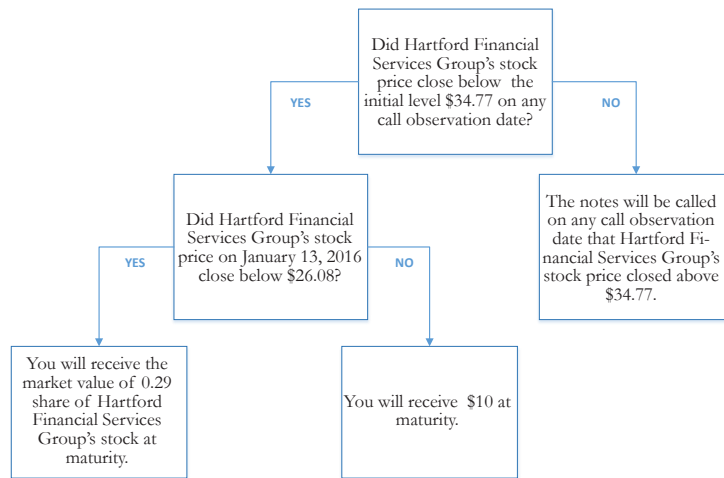 Did Hartford Financial
Services Group's stock
price close below the
initial level $34.77 on any
call observation date?
YES
NO
Did Hartford Financial
Services Group's stock
price on January 13, 2016
close below $26.08?
The notes will be called
on any call observation
date that Hartford Fi-
nancial Services Group's
stock price closed above
$34.77.
YES
NO
You will receive the
market value of 0.29
share of Hartford
Financial Services
Group's stock at
maturity.
You will receive $10 at
maturity.